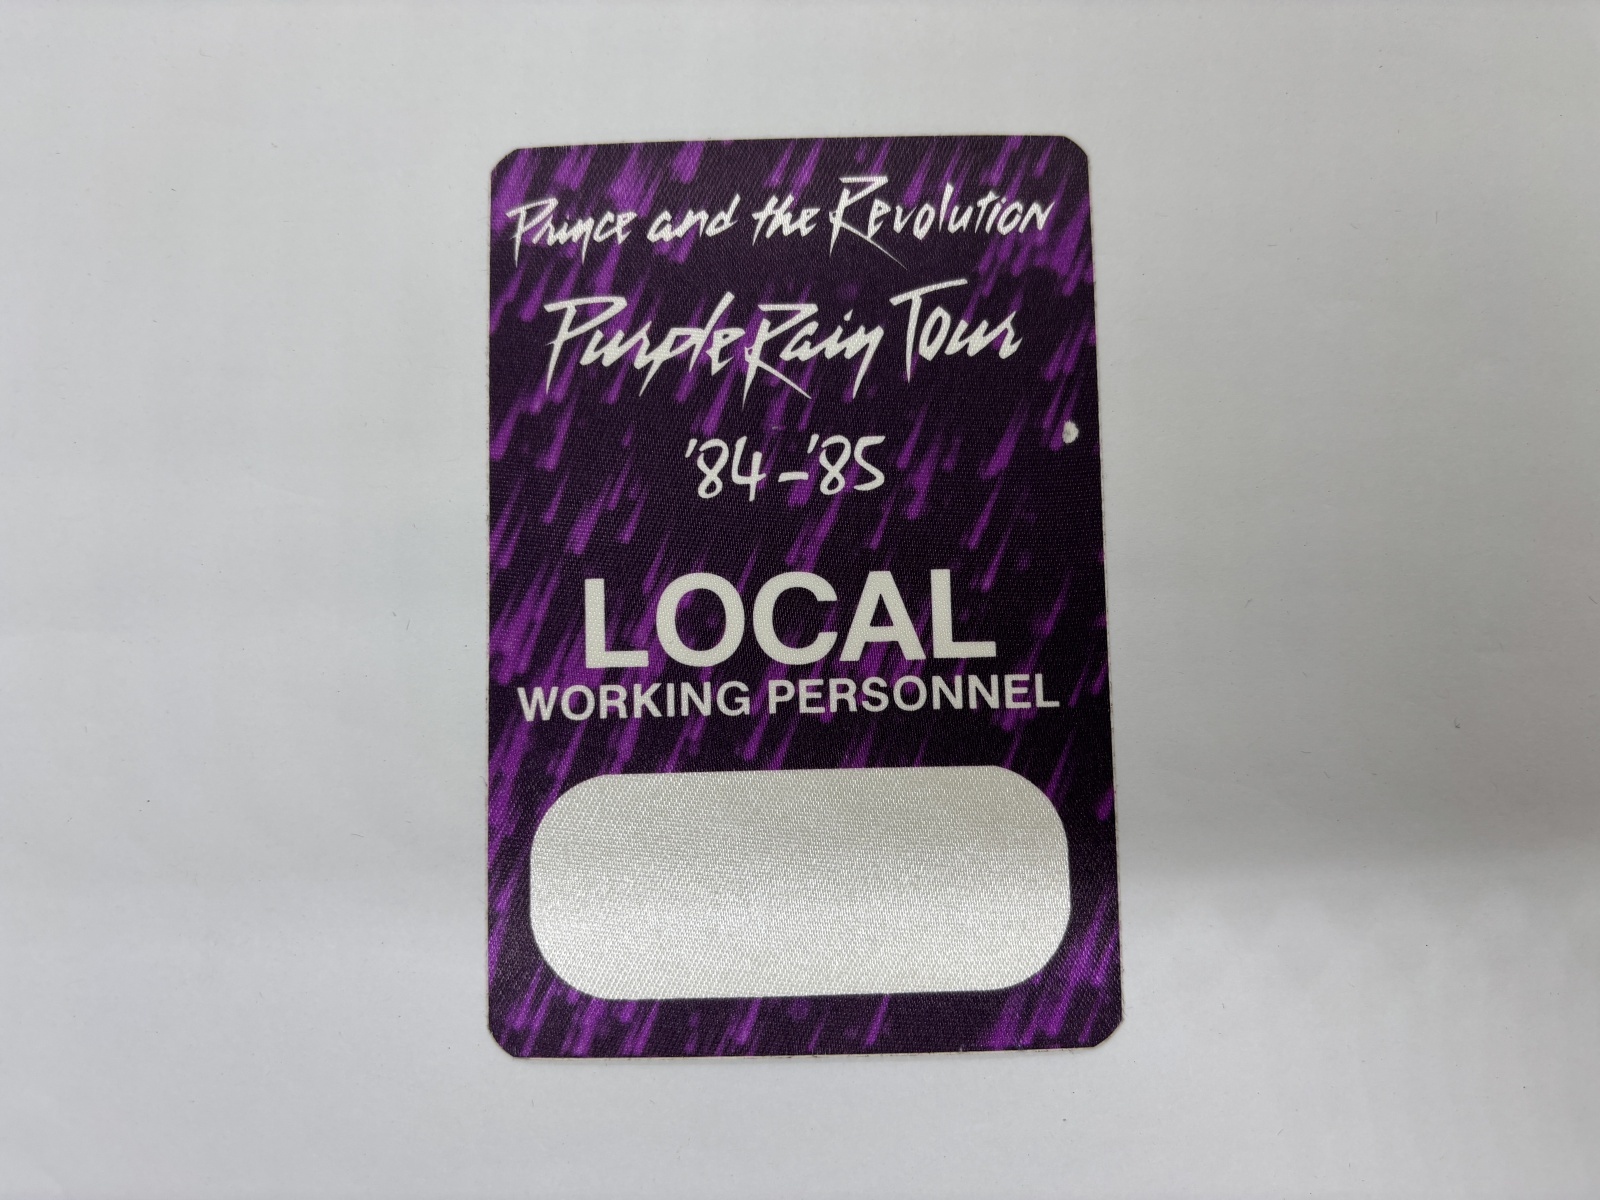 Prince and the Revolution
Purple Rain Tour
'84-'85
LOCAL
WORKING PERSONNEL